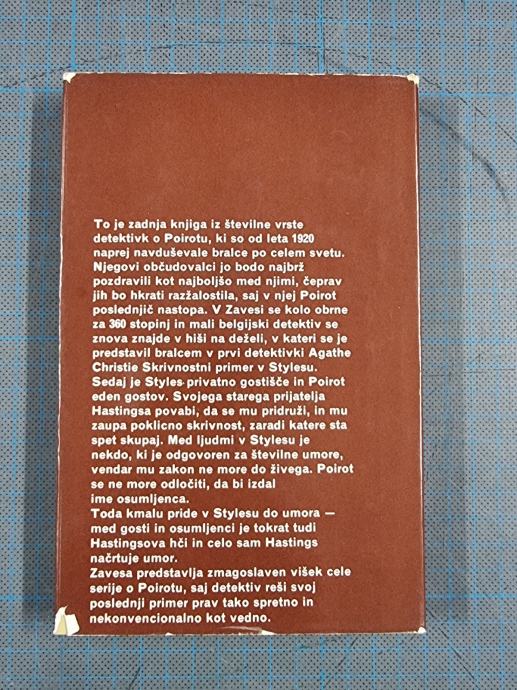 To je zadnja knjiga iz številne vrste
detektivk o Poirotu, ki so od leta 1920
naprej navduševale bralce po celem svetu.
Njegovi občudovalci jo bodo najbrž
pozdravili kot najboljšo med njimi, čeprav
jih bo hkrati razžalostila, saj v njej Poirot
poslednjič nastopa. V Zavesi se kolo obrne
za 360 stopinj in mali belgijski detektiv se
znova znajde v hiši na deželi, v kateri se je
predstavil bralcem v prvi detektivki Agathe
Christie Skrivnostni primer v Stylesu.
Sedaj je Styles privatno gostišče in Poirot
eden gostov. Svojega starega prijatelja
Hastingsa povabi, da se mu pridruži, in mu
zaupa poklicno skrivnost, zaradi katere sta
spet skupaj. Med ljudmi v Stylesu je
nekdo, ki je odgovoren za številne umore,
vendar mu zakon ne more do živega. Poirot
se ne more odločiti, da bi izdal
ime osumljenca.
Toda kmalu pride v Stylesu do umora —
med gosti in osumljenci je tokrat tudi
Hastingsova hči in celo sam Hastings
načrtuje umor.
Zavesa predstavlja zmagoslaven višek cele
serije o Poirotu, saj detektiv reši svoj
poslednji primer prav tako spretno in
nekonvencionalno kot vedno.